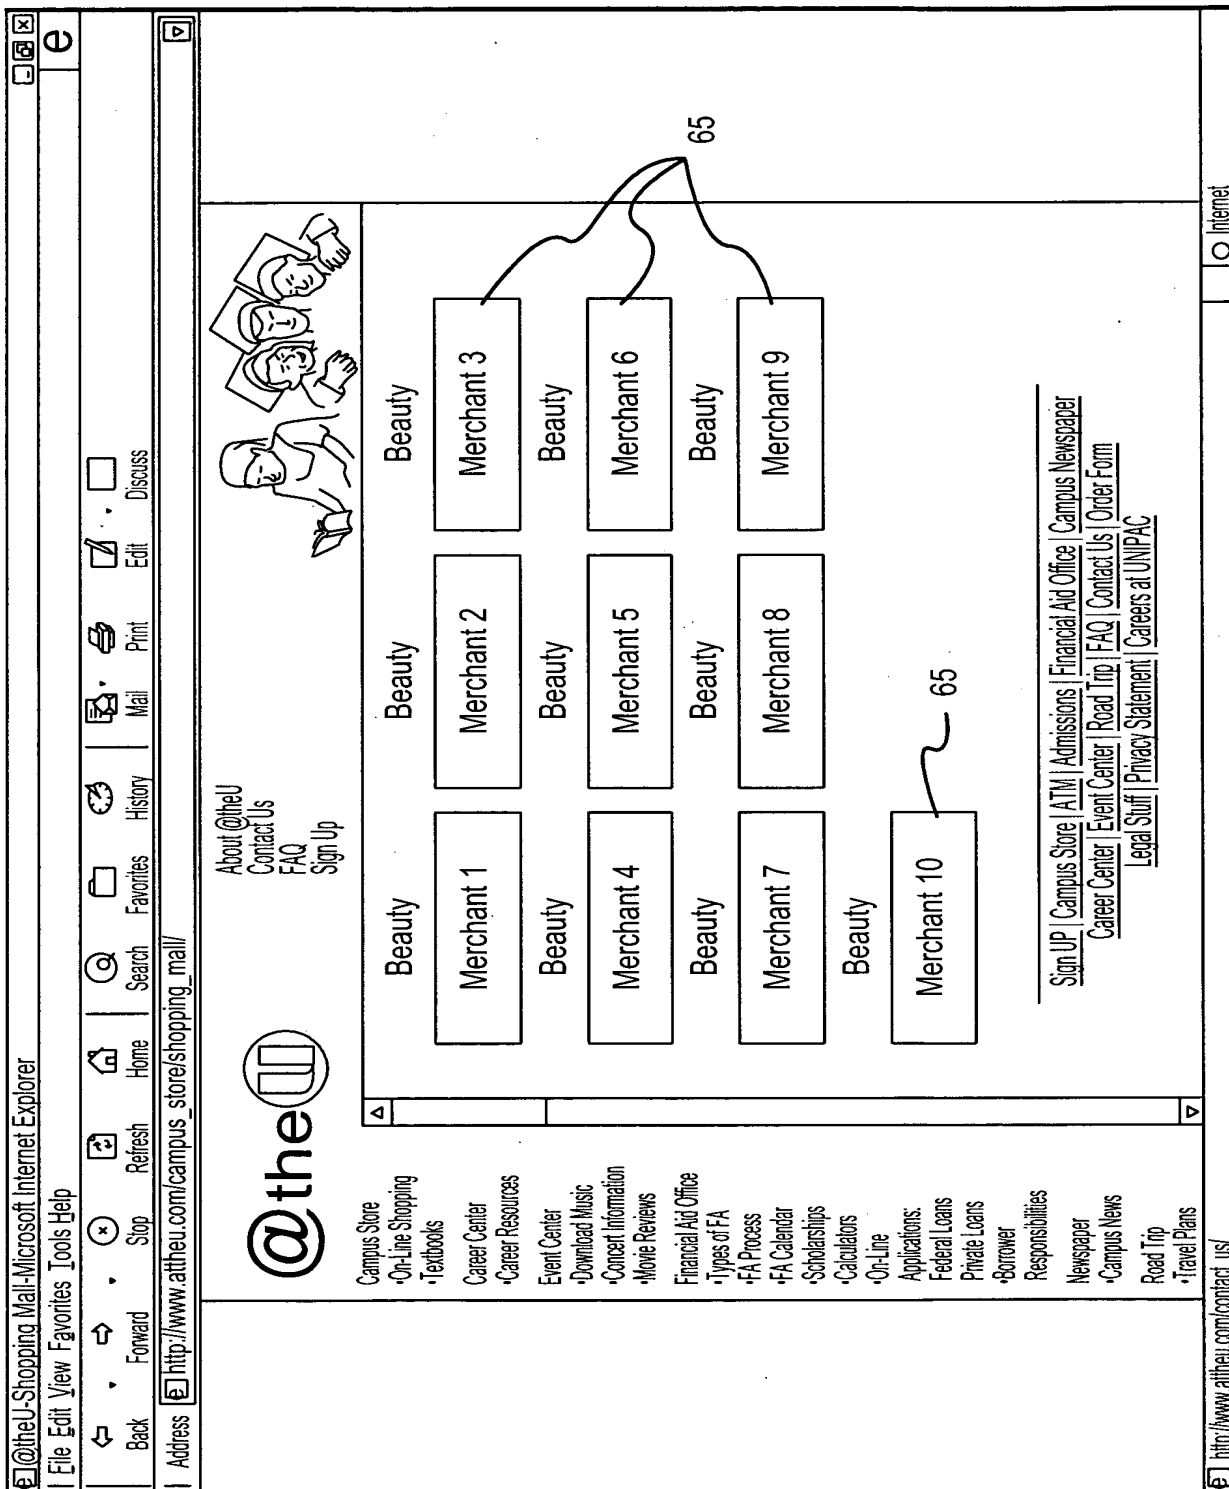 @theU-Shopping Mall-Microsoft Internet Explorer
File Edit View Favorites Tools Help
Back Forward Stop Refresh Home Search Favorites History Mail Print Edit Discuss
Address http://www.attheu.com/campus_store/shopping_mall/
@theU
About @theU
Contact Us
FAQ
Sign Up
Campus Store
•On-Line Shopping
•Textbooks
Career Center
•Career Resources
Event Center
•Download Music
•Concert Information
•Movie Reviews
Financial Aid Office
•Types of FA
•FA Process
•FA Calendar
•Scholarships
•Calculators
•On-Line
Applications:
Federal Loans
Private Loans
•Borrower
Responsibilities
Newspaper
•Campus News
Road Trip
•Travel Plans
Beauty Beauty Beauty
Merchant 1 Merchant 2 Merchant 3
Beauty Beauty Beauty
Merchant 4 Merchant 5 Merchant 6
Beauty Beauty Beauty
Merchant 7 Merchant 8 Merchant 9
Beauty
Merchant 10
65
65
Sign UP | Campus Store | ATM | Admissions | Financial Aid Office | Campus Newspaper
Career Center | Event Center | Road Trip | FAQ | Contact Us | Order Form
Legal Stuff | Privacy Statement | Careers at UNIPAC
http://www.attheu.com/contact_us/
Internet